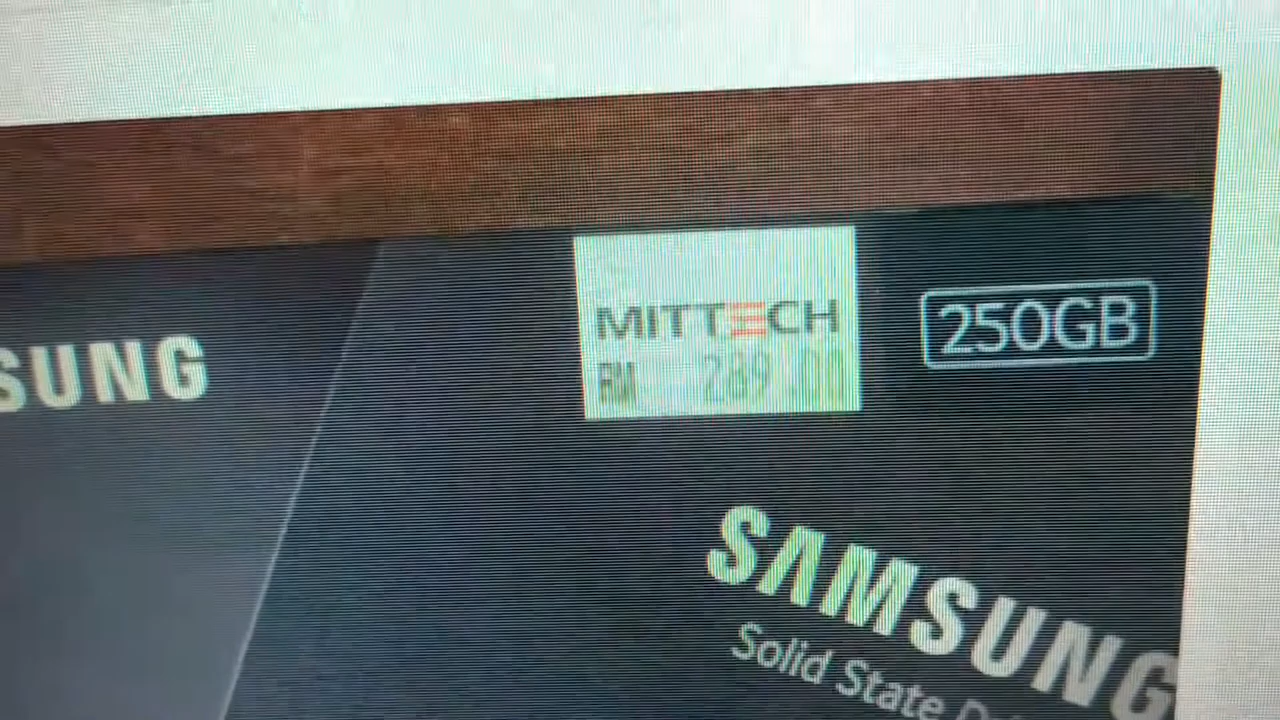 SUNG
MITTECH
RM 289.00
250GB
SAMSUNG
Solid State